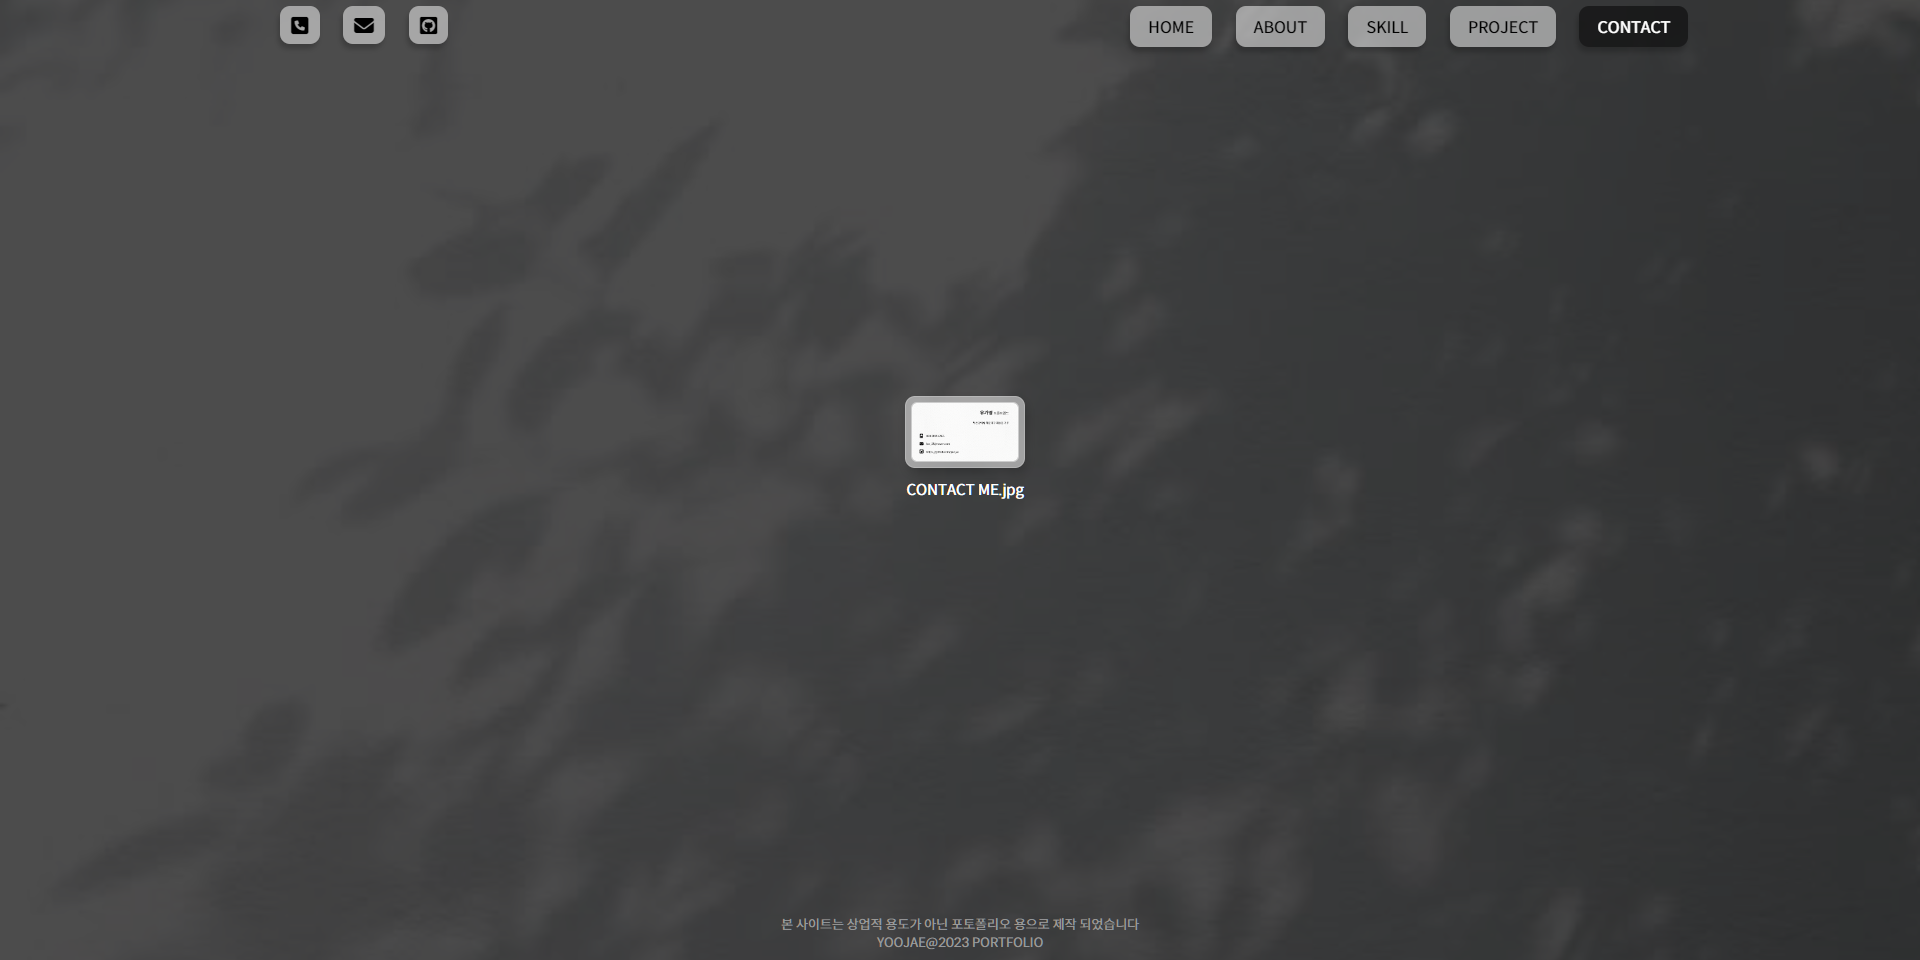 HOME
ABOUT
SKILL
PROJECT
CONTACT
CONTACT ME.jpg
본 사이트는 상업적 용도가 아닌 포토폴리오 용으로 제작 되었습니다
YOOJAE@2023 PORTFOLIO